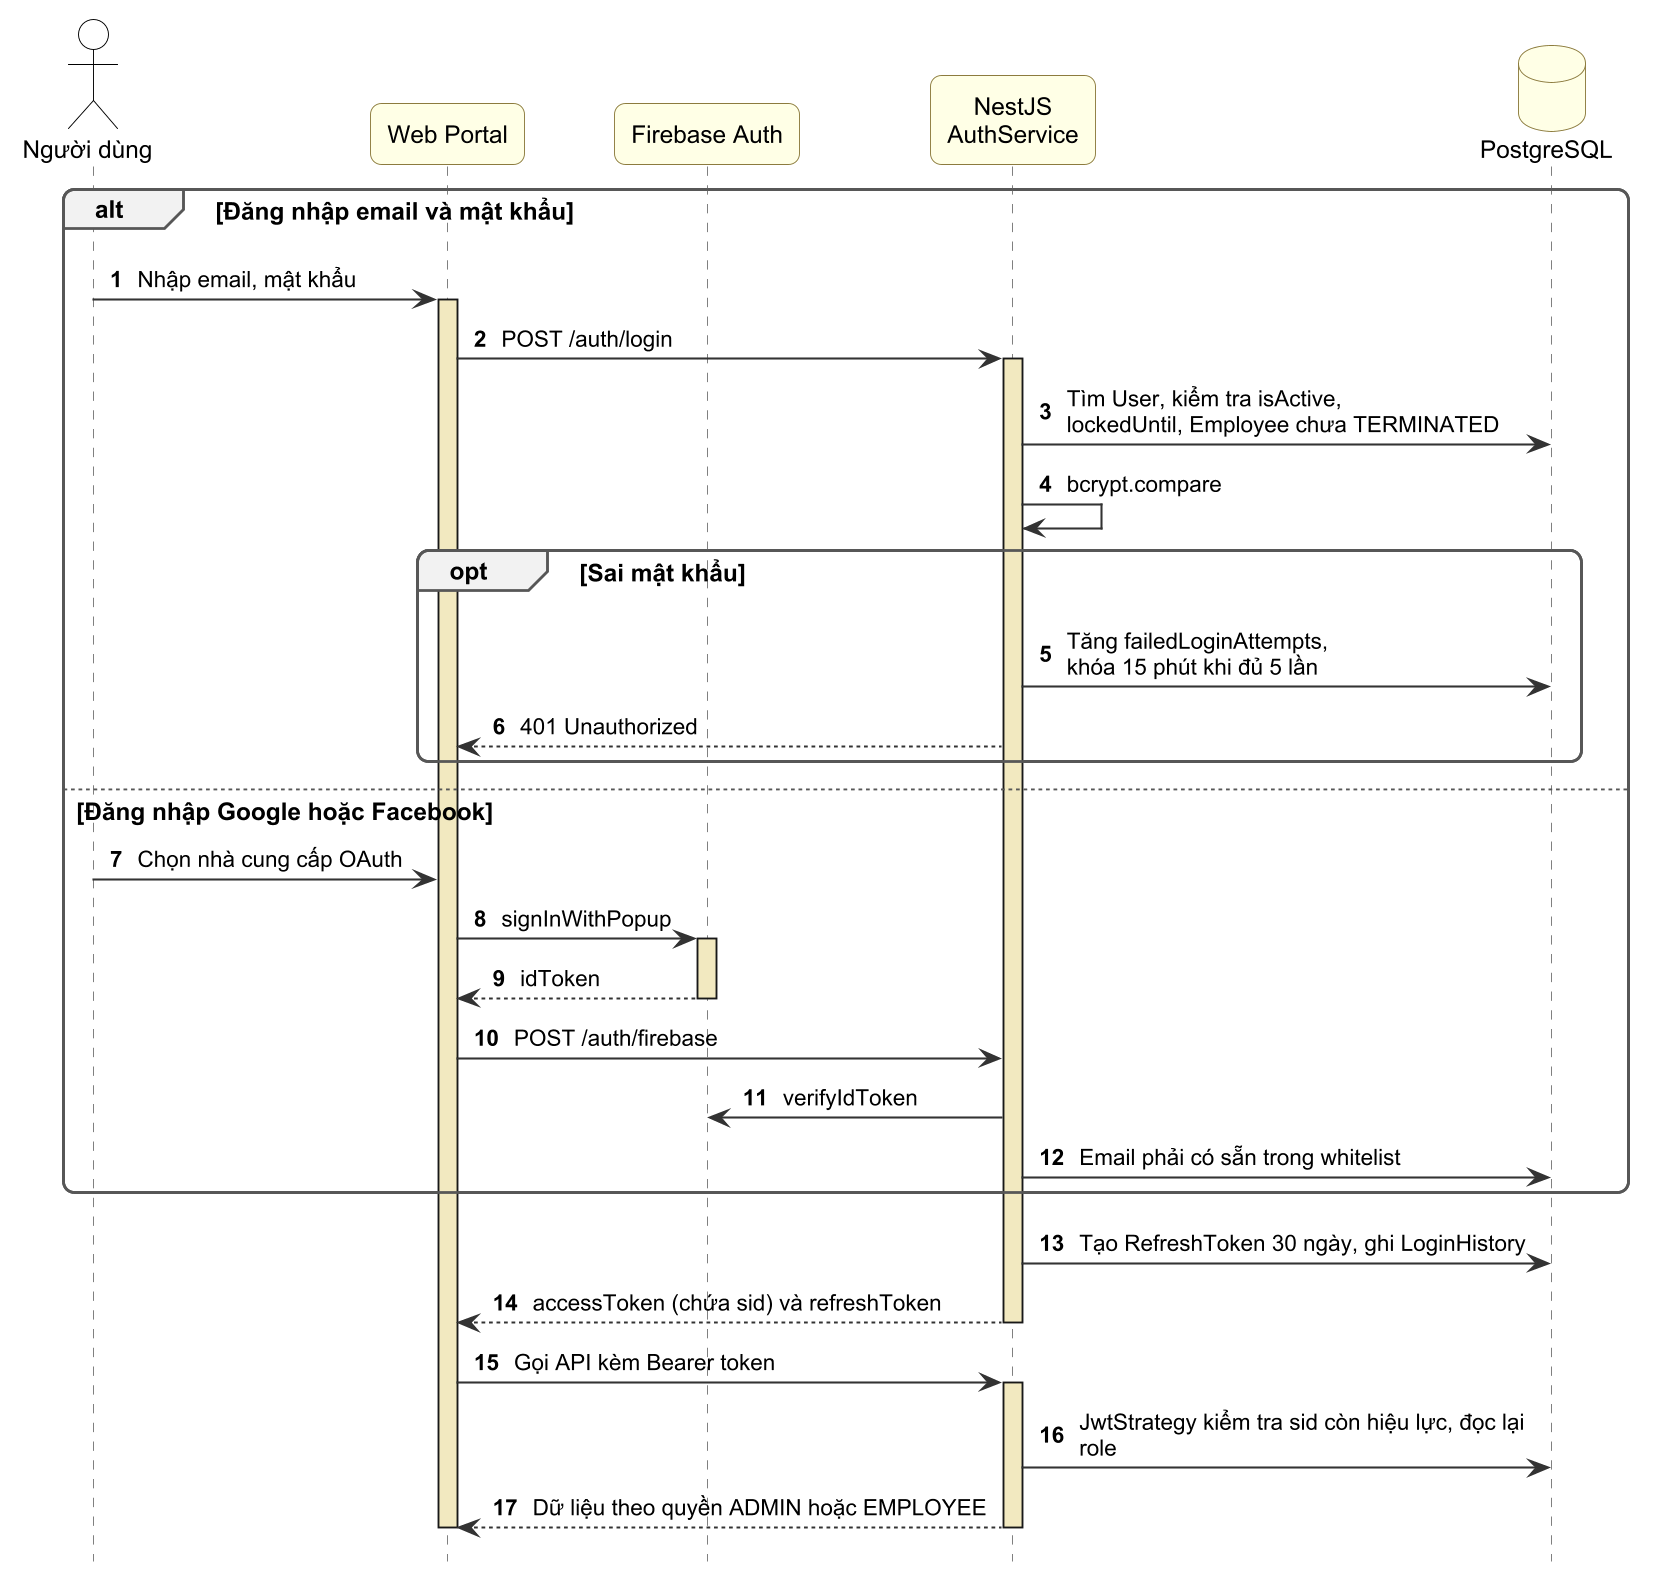 Người dùng
Web Portal
Firebase Auth
NestJS
AuthService
PostgreSQL
alt
[Đăng nhập email và mật khẩu]
1 Nhập email, mật khẩu
2 POST /auth/login
3 Tìm User, kiểm tra isActive,
lockedUntil, Employee chưa TERMINATED
4 bcrypt.compare
opt
[Sai mật khẩu]
5 Tăng failedLoginAttempts,
khóa 15 phút khi đủ 5 lần
6 401 Unauthorized
[Đăng nhập Google hoặc Facebook]
7 Chọn nhà cung cấp OAuth
8 signInWithPopup
9 idToken
10 POST /auth/firebase
11 verifyIdToken
12 Email phải có sẵn trong whitelist
13 Tạo RefreshToken 30 ngày, ghi LoginHistory
14 accessToken (chứa sid) và refreshToken
15 Gọi API kèm Bearer token
16 JwtStrategy kiểm tra sid còn hiệu lực, đọc lại
role
17 Dữ liệu theo quyền ADMIN hoặc EMPLOYEE